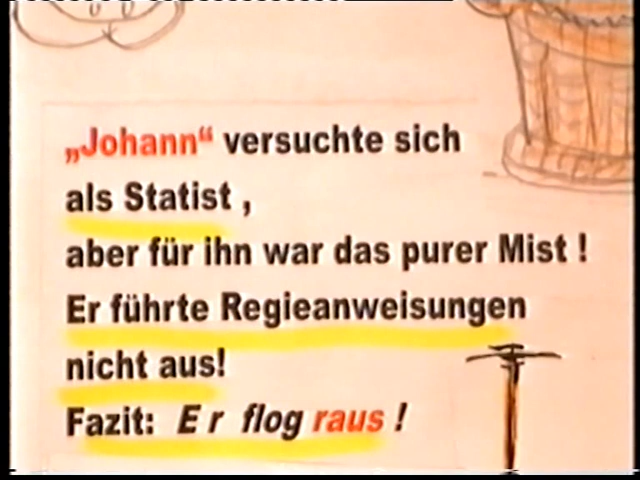 „Johann“ versuchte sich
als Statist ,
aber für ihn war das purer Mist !
Er führte Regieanweisungen
nicht aus!
Fazit: Er flog raus !